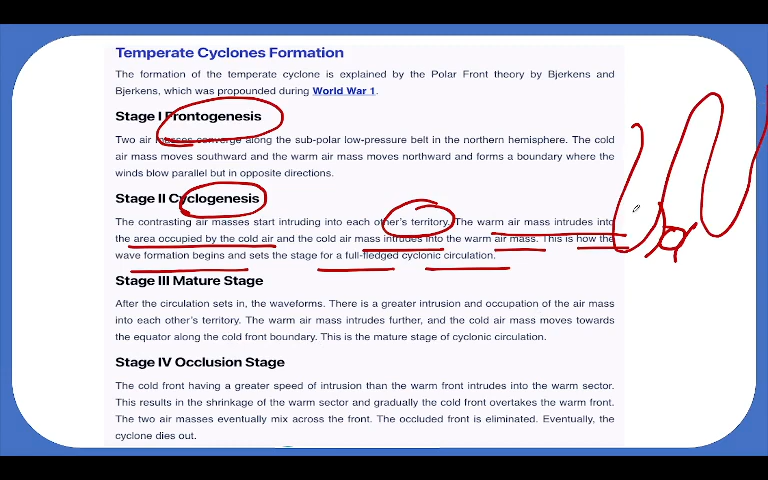 Temperate Cyclones Formation
The formation of the temperate cyclone is explained by the Polar Front theory by Bjerkens and
Bjerkens, which was propounded during World War 1.
Stage I Frontogenesis
Two air masses converge along the sub-polar low-pressure belt in the northern hemisphere. The cold
air mass moves southward and the warm air mass moves northward and forms a boundary where the
winds blow parallel but in opposite directions.
Stage II Cyclogenesis
The contrasting air masses start intruding into each other's territory. The warm air mass intrudes into
the area occupied by the cold air and the cold air mass intrudes into the warm air mass. This is how the
wave formation begins and sets the stage for a full-fledged cyclonic circulation.
Stage III Mature Stage
After the circulation sets in, the waveforms. There is a greater intrusion and occupation of the air mass
into each other's territory. The warm air mass intrudes further, and the cold air mass moves towards
the equator along the cold front boundary. This is the mature stage of cyclonic circulation.
Stage IV Occlusion Stage
The cold front having a greater speed of intrusion than the warm front intrudes into the warm sector.
This results in the shrinkage of the warm sector and gradually the cold front overtakes the warm front.
The two air masses eventually mix across the front. The occluded front is eliminated. Eventually, the
cyclone dies out.